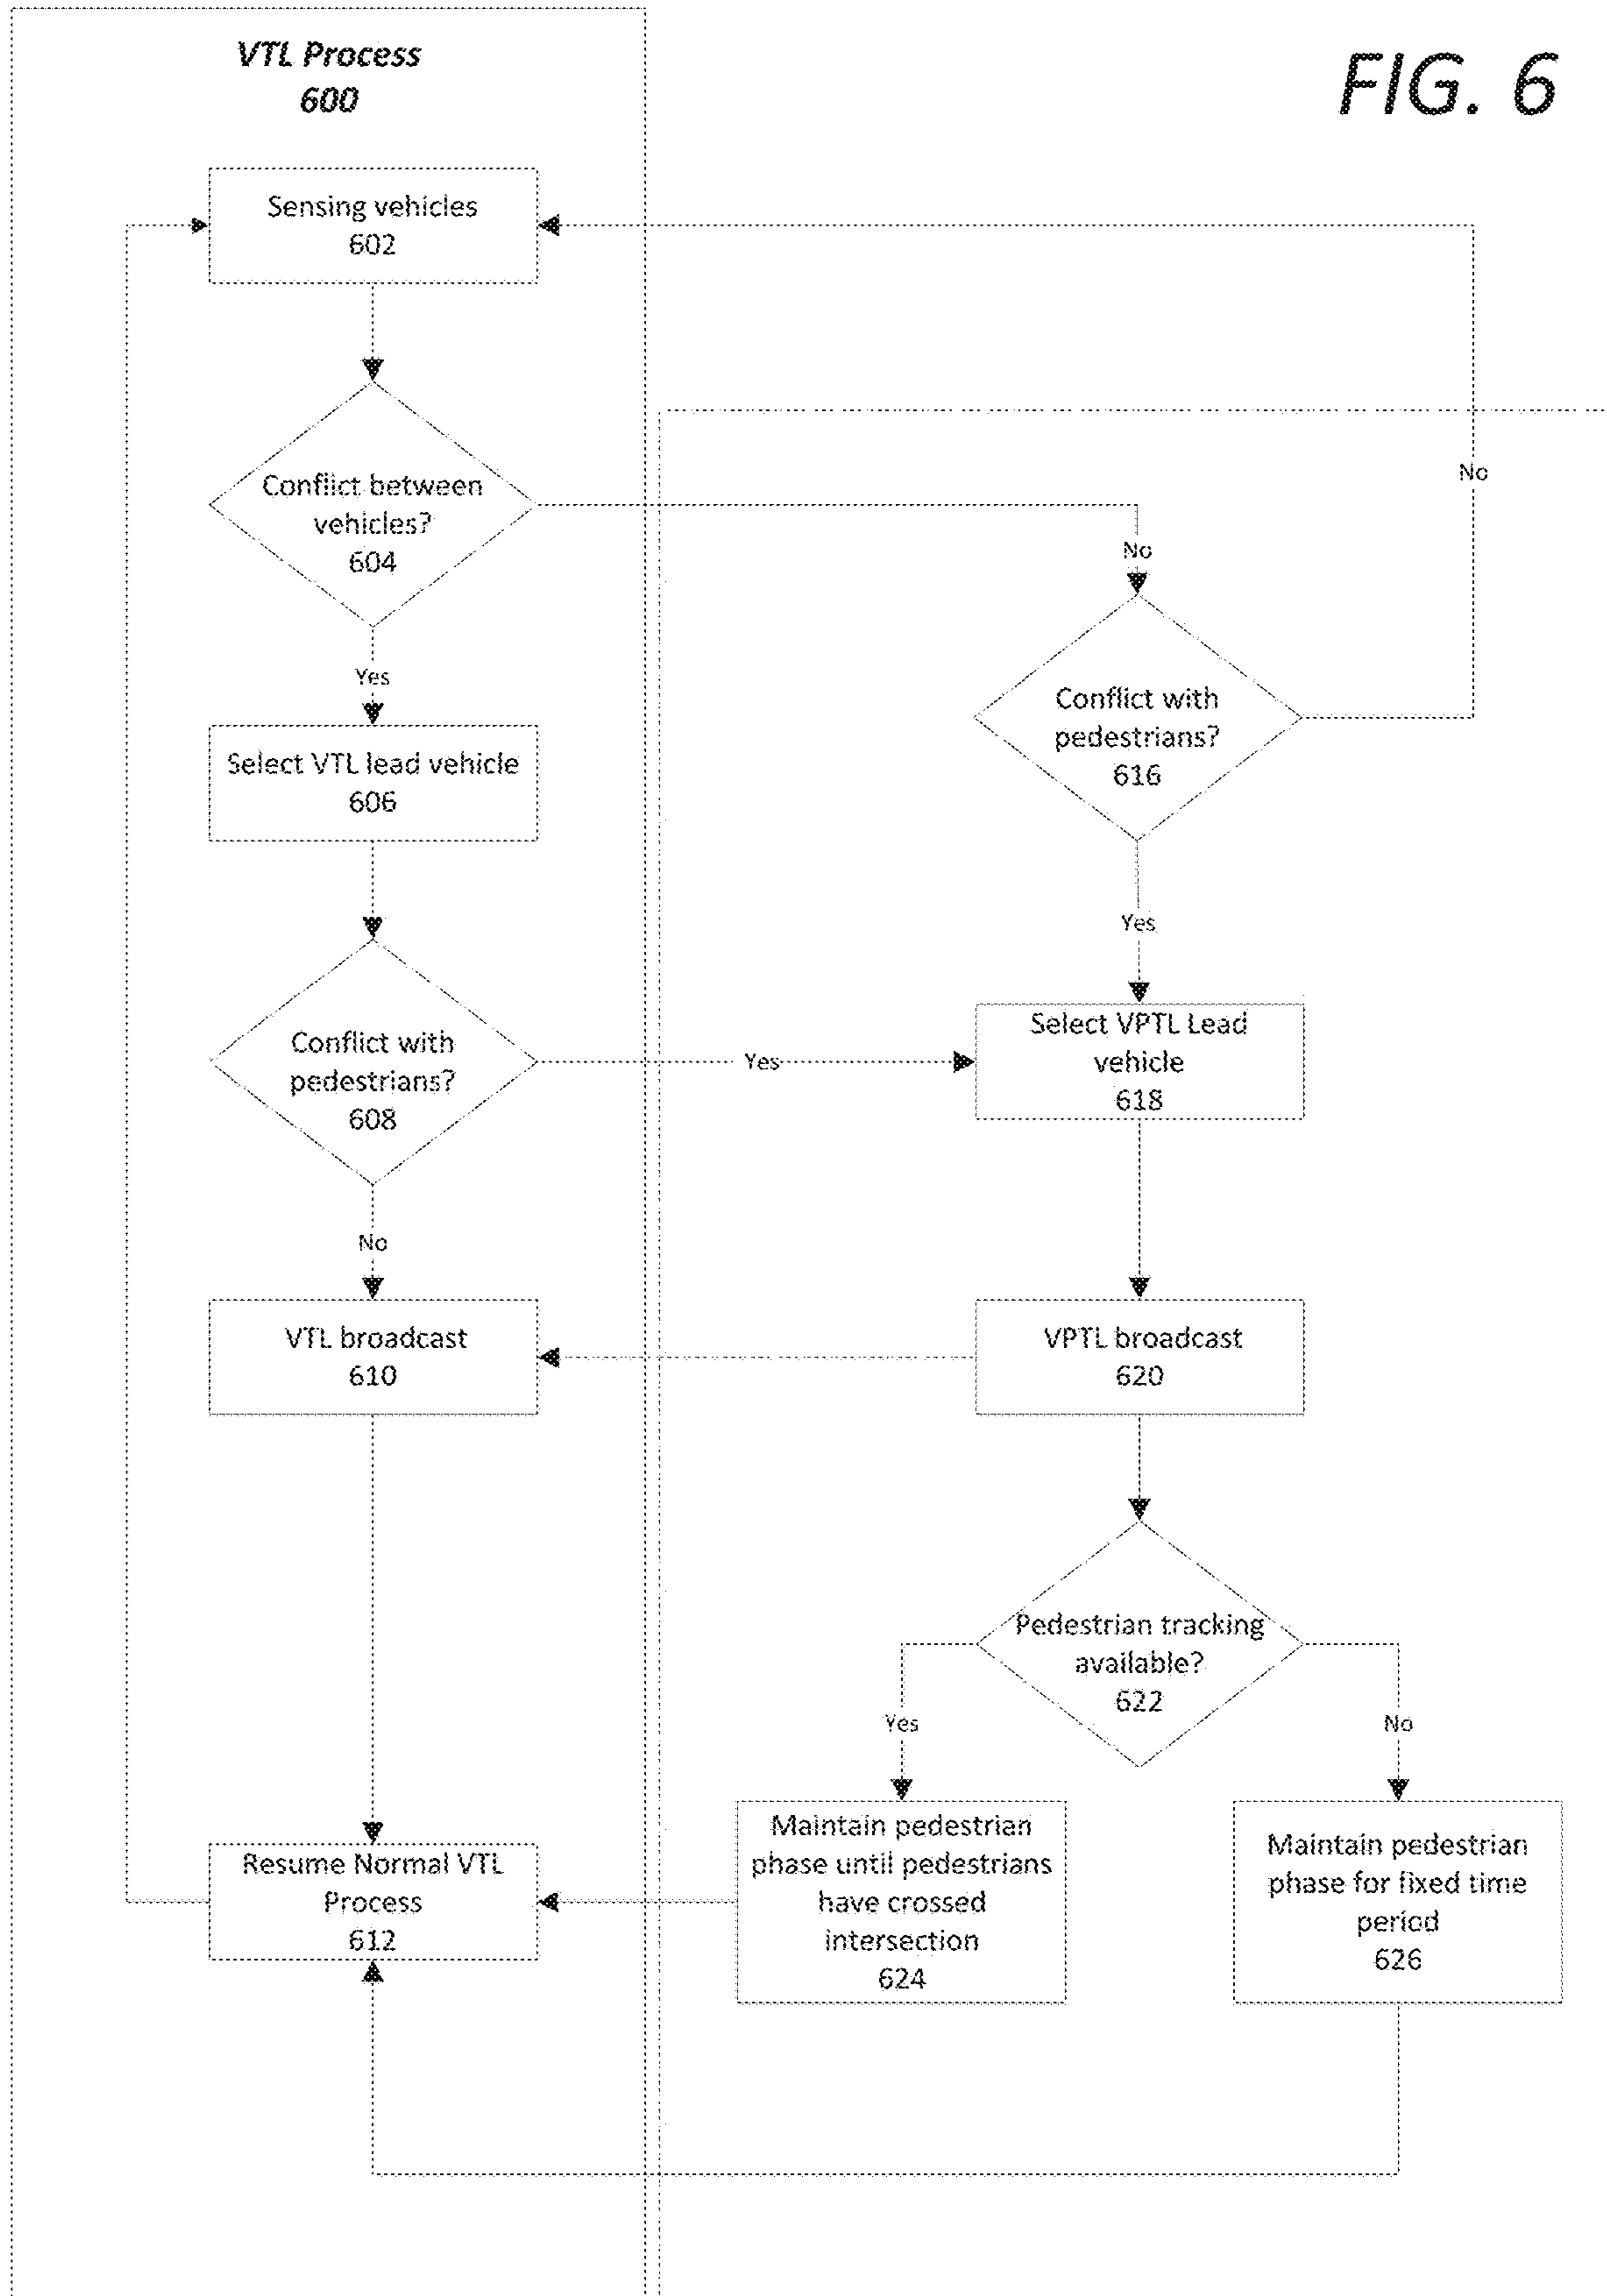 VTL Process
600
FIG. 6
Sensing vehicles
602
Conflict between
vehicles?
604
No
No
Yes
Select VTL lead vehicle
606
Conflict with
pedestrians?
616
Yes
Conflict with
pedestrians?
608
Yes
Select VPTL Lead
vehicle
618
No
VTL broadcast
610
VPTL broadcast
620
Pedestrian tracking
available?
622
Yes
No
Resume Normal VTL
Process
612
Maintain pedestrian
phase until pedestrians
have crossed
intersection
624
Maintain pedestrian
phase for fixed time
period
626